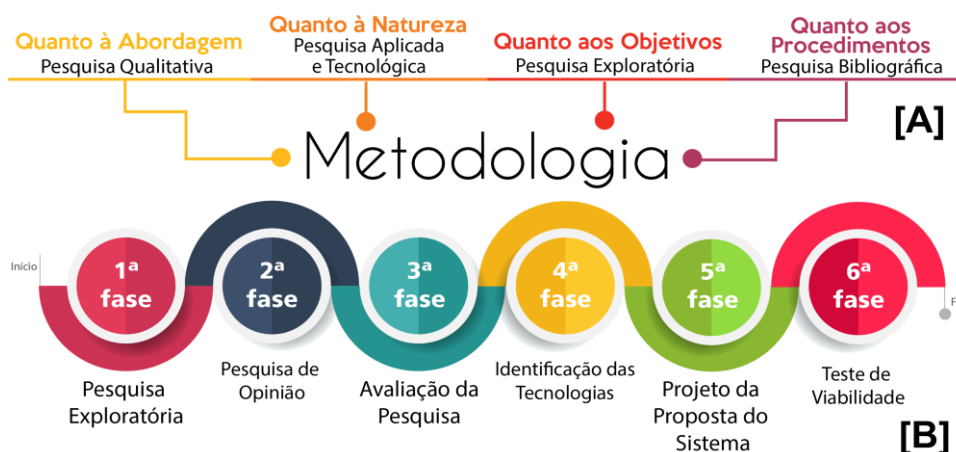 Quanto à Abordagem
Pesquisa Qualitativa
Quanto à Natureza
Pesquisa Aplicada
e Tecnológica
Quanto aos Objetivos
Pesquisa Exploratória
Quanto aos
Procedimentos
Pesquisa Bibliográfica
[A]
Metodologia
Início
1ª
fase
2ª
fase
3ª
fase
4ª
fase
5ª
fase
6ª
fase
F
Pesquisa
Exploratória
Pesquisa de
Opinião
Avaliação da
Pesquisa
Identificação das
Tecnologias
Projeto da
Proposta do
Sistema
Teste de
Viabilidade
[B]